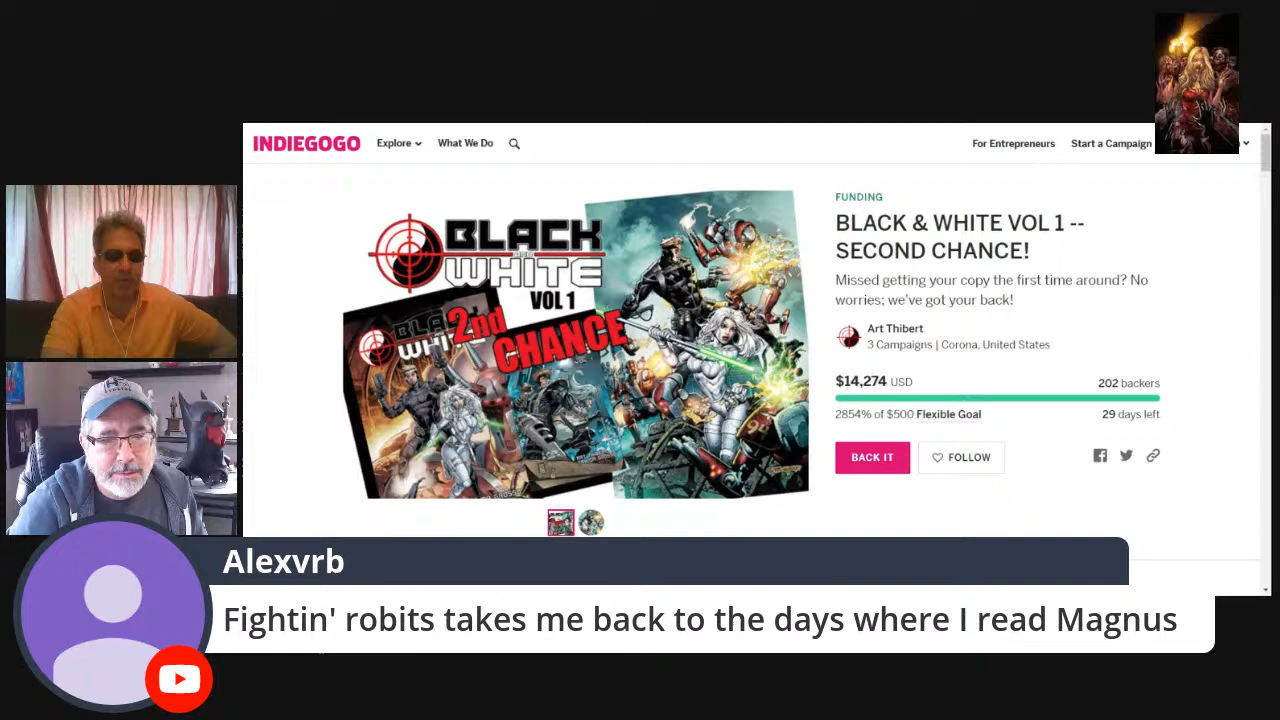 INDIEGOGO Explore What We Do For Entrepreneurs Start a Campaign
FUNDING
BLACK & WHITE VOL 1 --
SECOND CHANCE!
Missed getting your copy the first time around? No
worries; we've got your back!
Art Thibert
3 Campaigns | Corona, United States
$14,274 USD 202 backers
2854% of $500 Flexible Goal 29 days left
BACK IT FOLLOW
BLACK
WHITE
VOL 1
2nd
CHANCE
Alexvrb
Fightin' robits takes me back to the days where I read Magnus